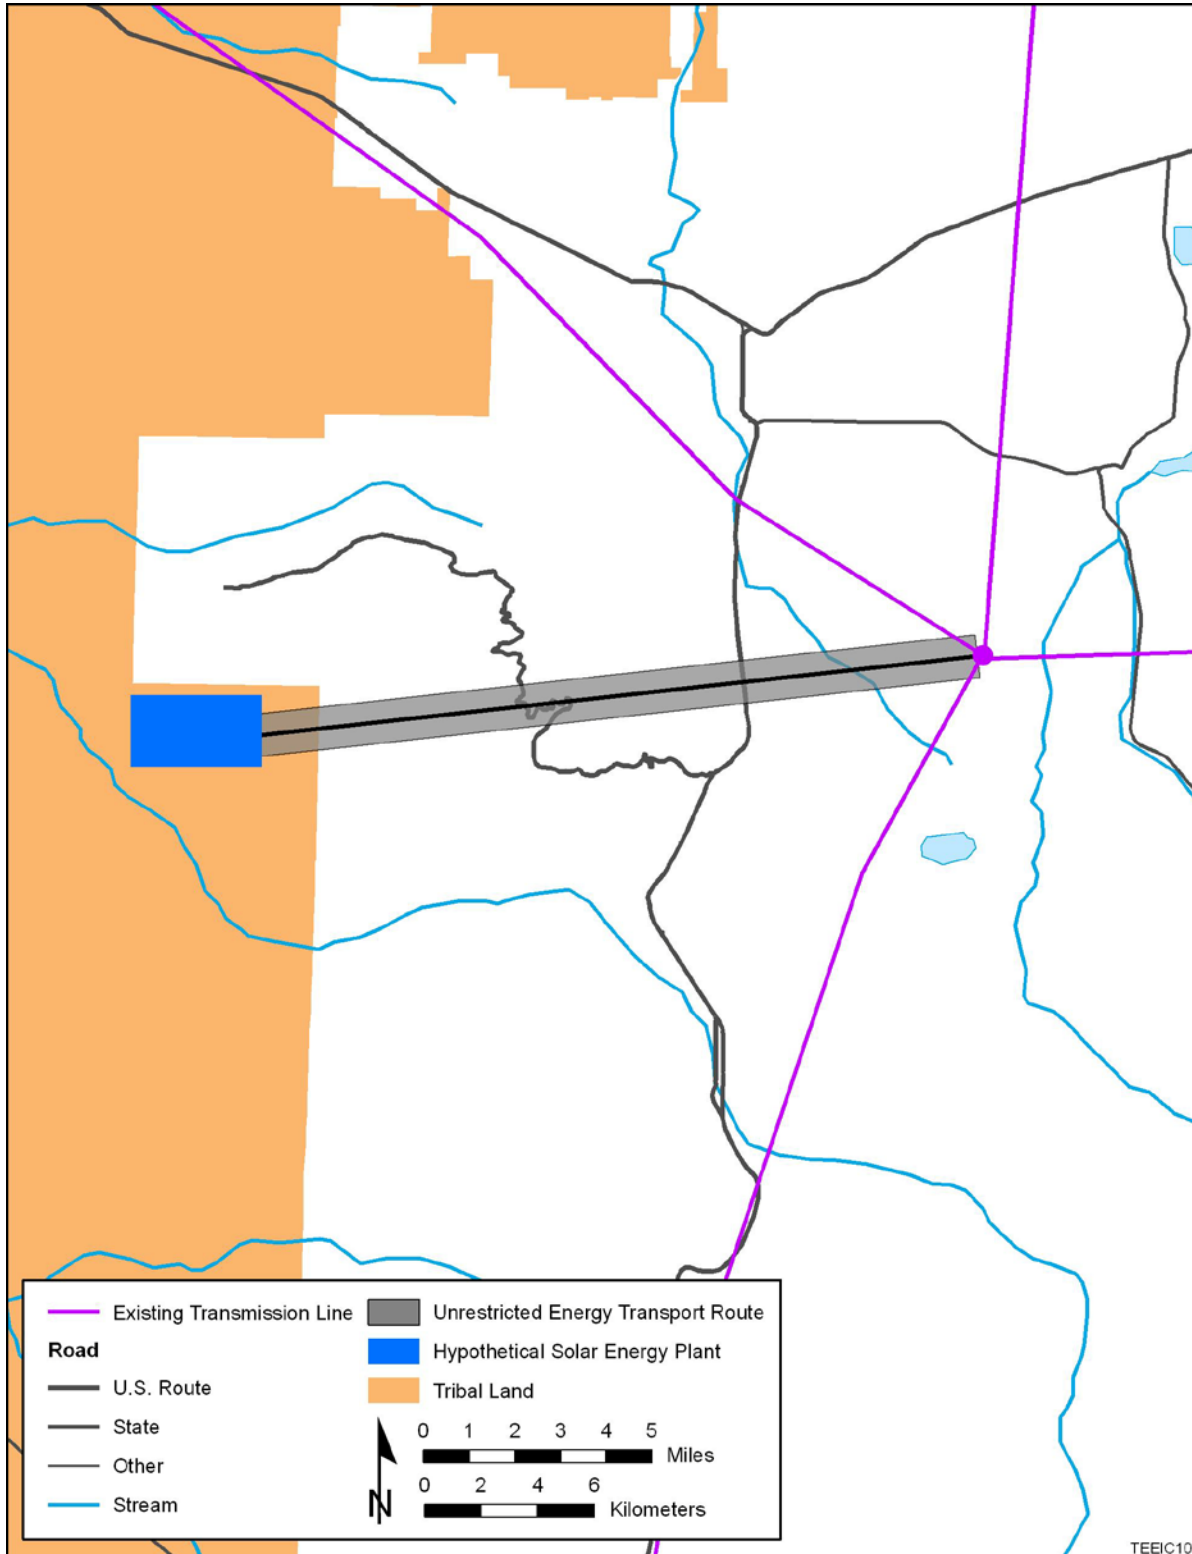 Existing Transmission Line
Road
U.S. Route
State
Other
Stream
Unrestricted Energy Transport Route
Hypothetical Solar Energy Plant
Tribal Land
0 1 2 3 4 5
Miles
0 2 4 6
Kilometers
N
TEEIC10